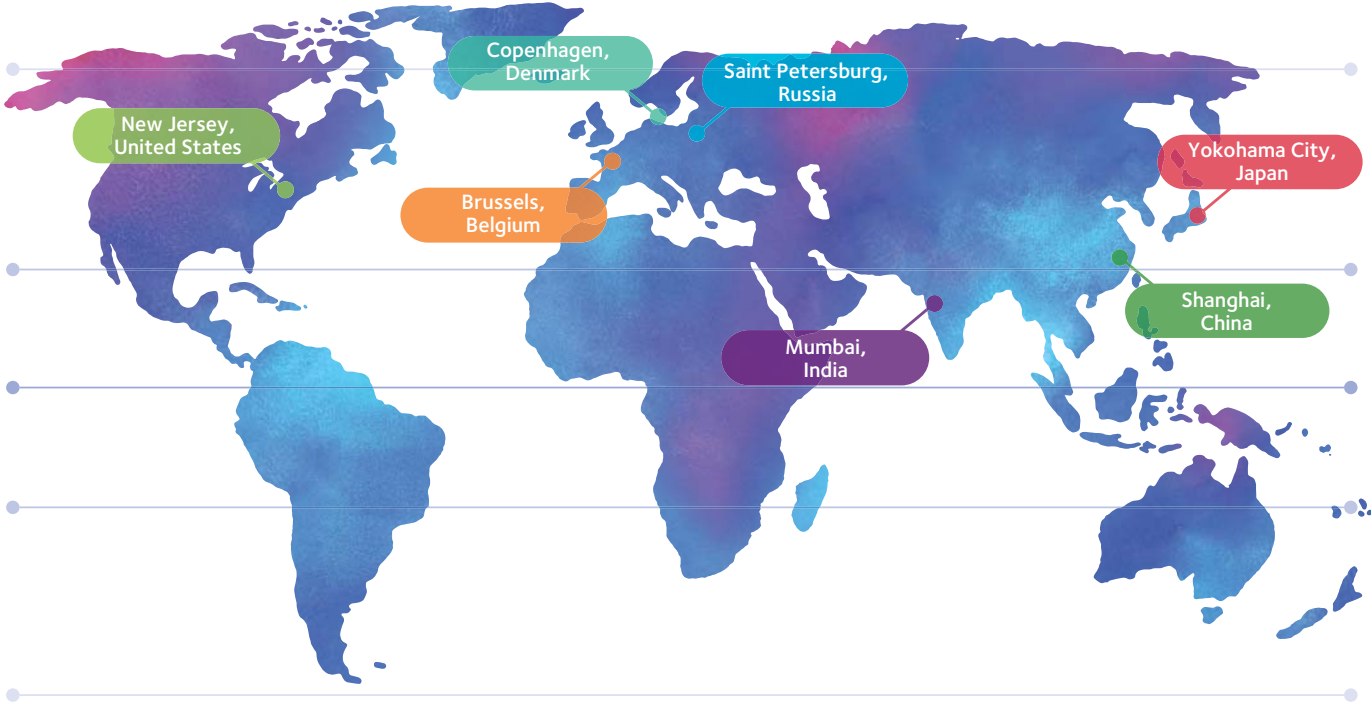 Copenhagen,
Denmark
Saint Petersburg,
Russia
New Jersey,
United States
Yokohama City,
Japan
Brussels,
Belgium
Shanghai,
China
Mumbai,
India